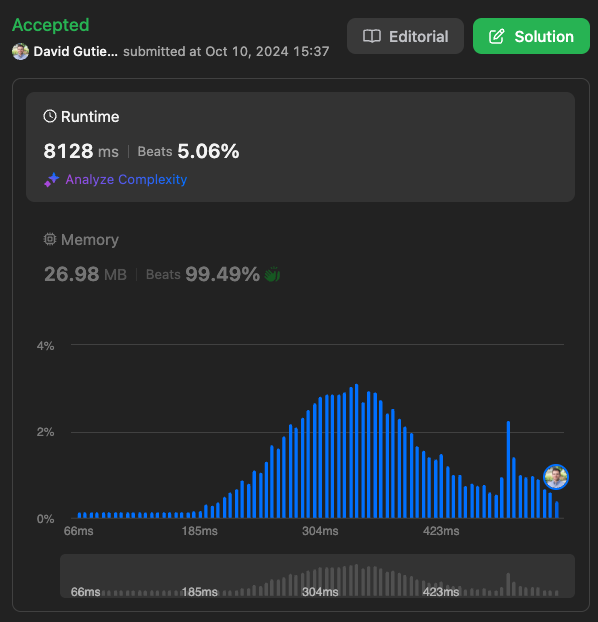 Accepted
Editorial
Solution
David Gutie... submitted at Oct 10, 2024 15:37
Runtime
8128 ms | Beats 5.06%
Analyze Complexity
Memory
26.98 MB | Beats 99.49%
4%
2%
0%
66ms 185ms 304ms 423ms
66ms 185ms 304ms 423ms